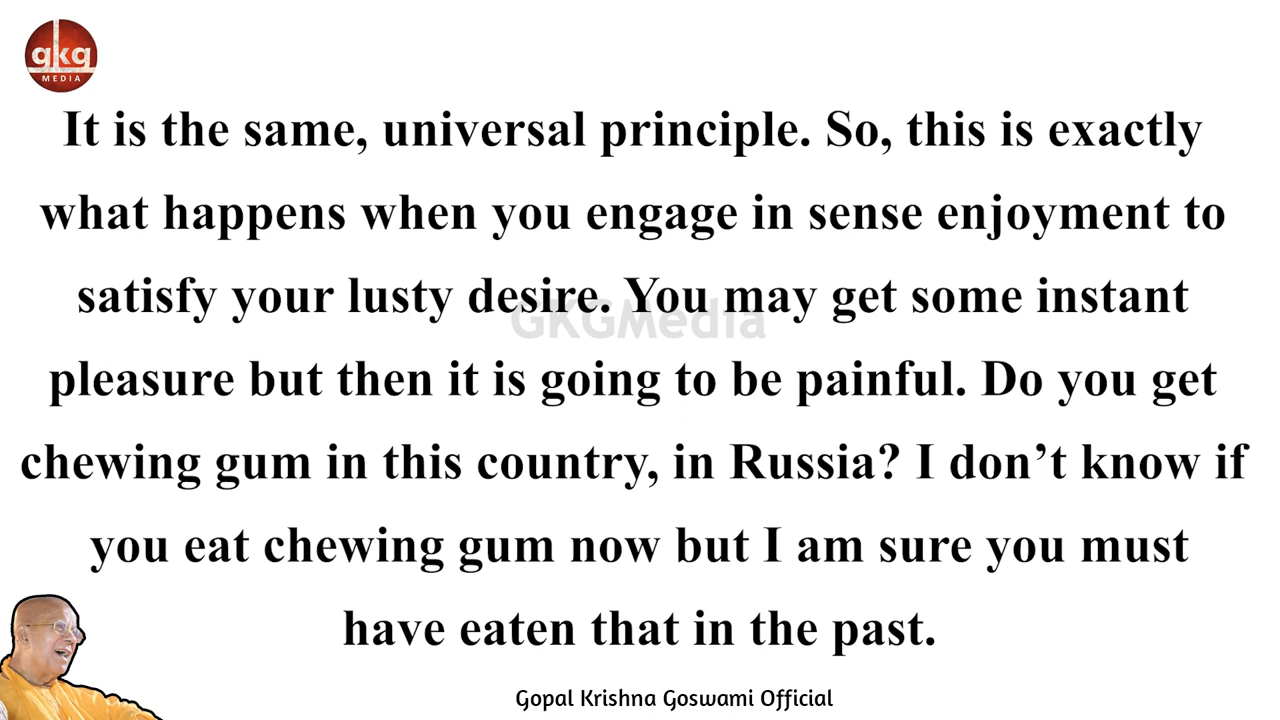 gkg
MEDIA
It is the same, universal principle. So, this is exactly
what happens when you engage in sense enjoyment to
satisfy your lusty desire. You may get some instant
pleasure but then it is going to be painful. Do you get
chewing gum in this country, in Russia? I don’t know if
you eat chewing gum now but I am sure you must
have eaten that in the past.
GKGMedia
Gopal Krishna Goswami Official